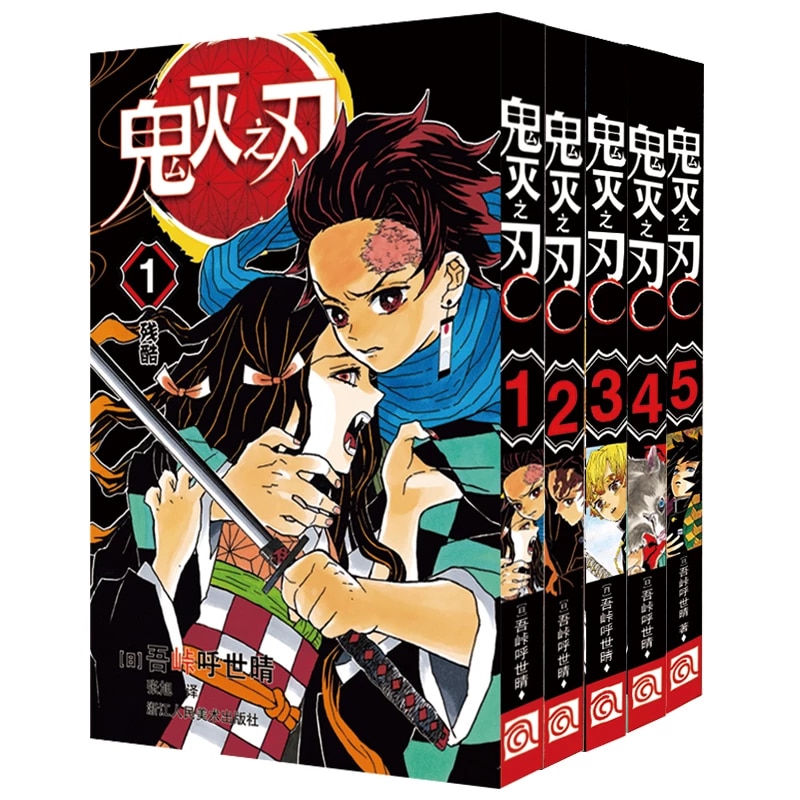 鬼灭之刃
1
残酷
[日]吾峠呼世晴
张旭 译
浙江人民美术出版社
鬼灭之刃
1
[日]吾峠呼世晴
鬼灭之刃
2
[日]吾峠呼世晴
鬼灭之刃
3
[日]吾峠呼世晴
鬼灭之刃
4
[日]吾峠呼世晴
鬼灭之刃
5
[日]吾峠呼世晴 著